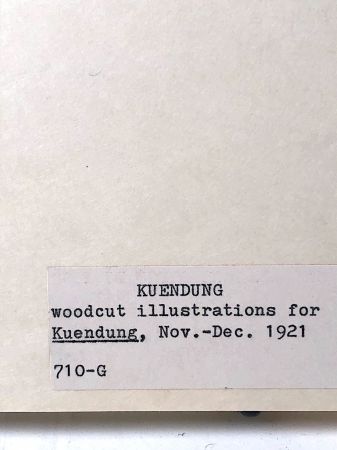 KUENDUNG
woodcut illustrations for
Kuendung, Nov.-Dec. 1921
710-G